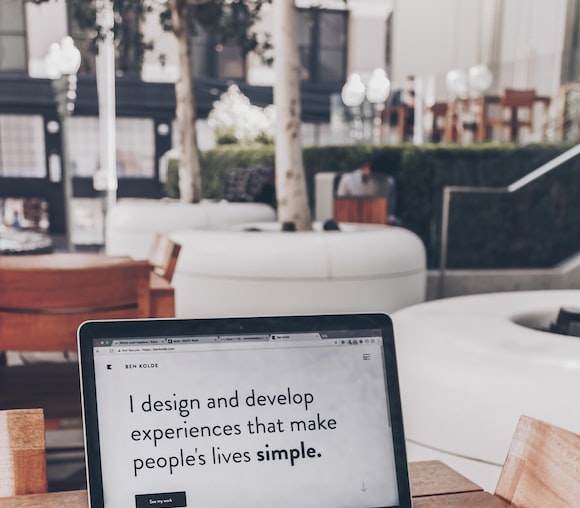 BEN KOLDE
I design and develop
experiences that make
people's lives simple.
See my work